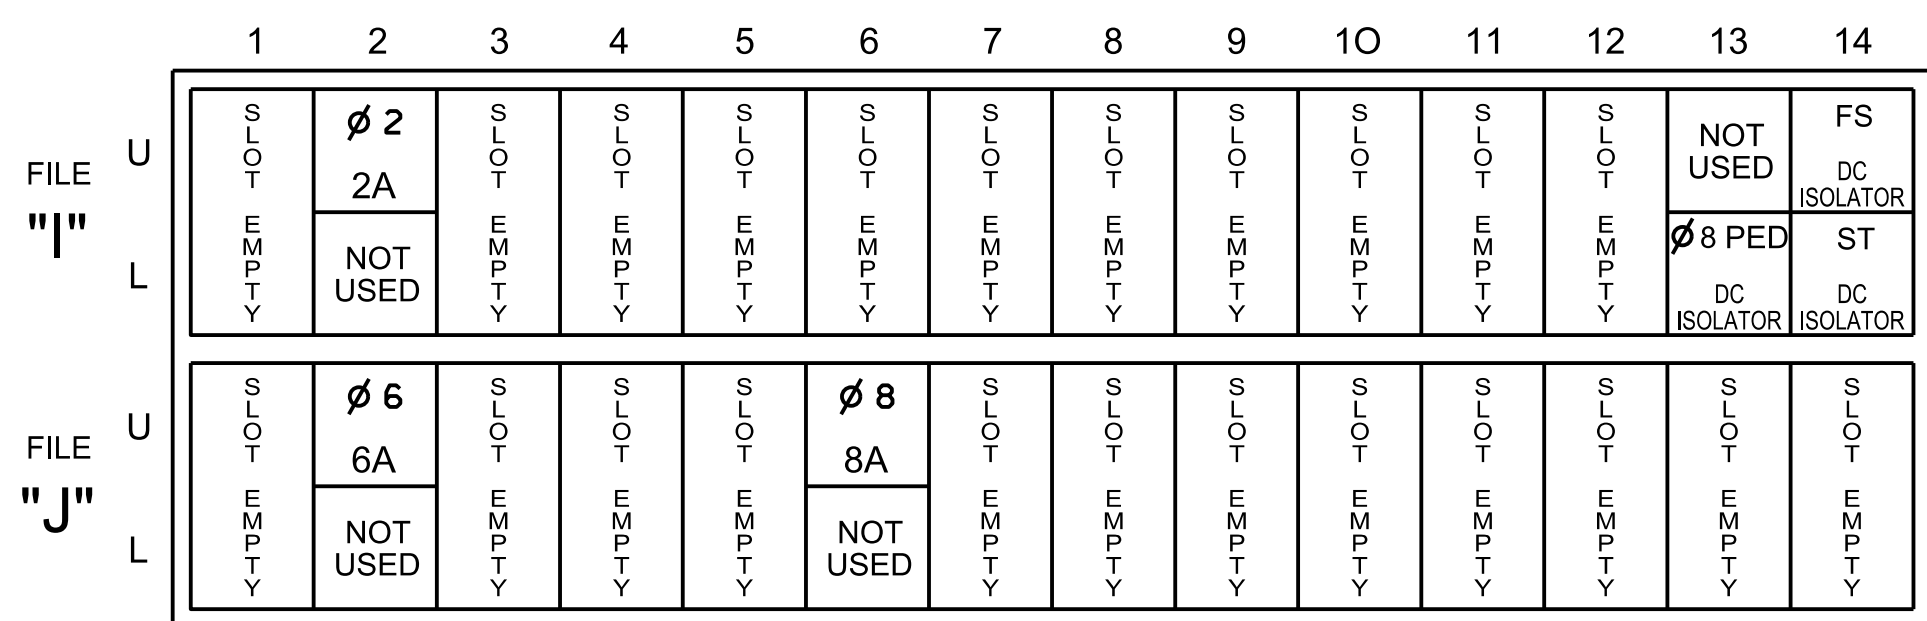 1 2 3 4 5 6 7 8 9 10 11 12 13 14
FILE
"I"
U
L
SLOT EMPTY
ø 2
2A
NOT
USED
SLOT EMPTY
SLOT EMPTY
SLOT EMPTY
SLOT EMPTY
SLOT EMPTY
SLOT EMPTY
SLOT EMPTY
SLOT EMPTY
SLOT EMPTY
SLOT EMPTY
NOT
USED
ø 8 PED
DC
ISOLATOR
FS
DC
ISOLATOR
ST
DC
ISOLATOR
FILE
"J"
U
L
SLOT EMPTY
ø 6
6A
NOT
USED
SLOT EMPTY
SLOT EMPTY
SLOT EMPTY
ø 8
8A
NOT
USED
SLOT EMPTY
SLOT EMPTY
SLOT EMPTY
SLOT EMPTY
SLOT EMPTY
SLOT EMPTY
SLOT EMPTY
SLOT EMPTY